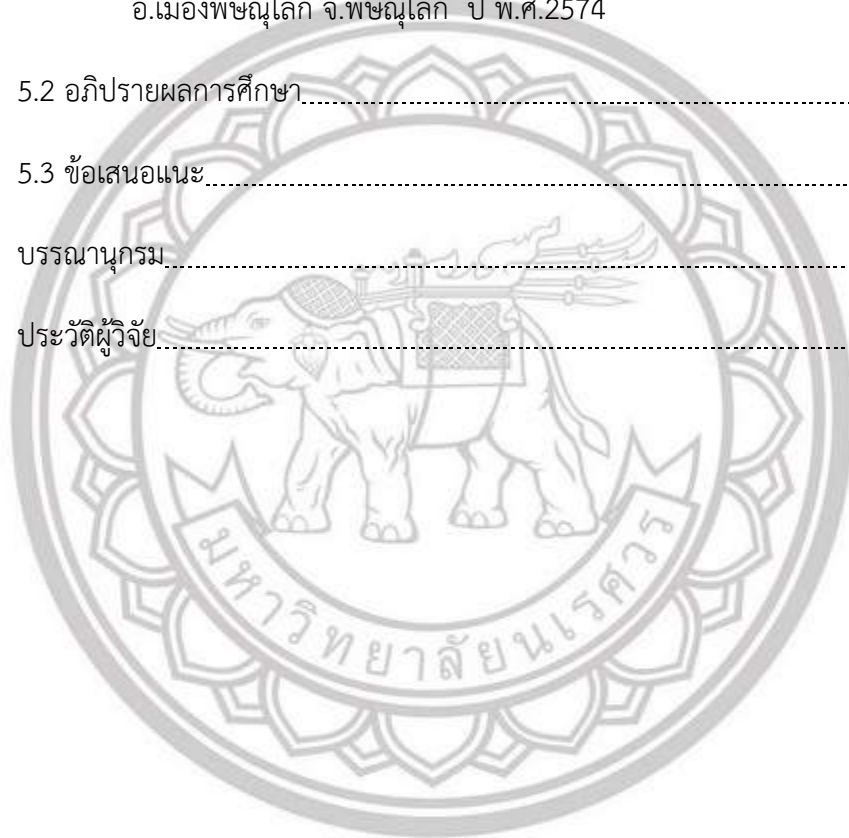 อ.เมืองพิษณุโลก จ.พิษณุโลก ปี พ.ศ.2574
5.2 อภิปรายผลการศึกษา
5.3 ข้อเสนอแนะ
บรรณานุกรม
ประวัติผู้วิจัย
มหาวิทยาลัยนเรศวร